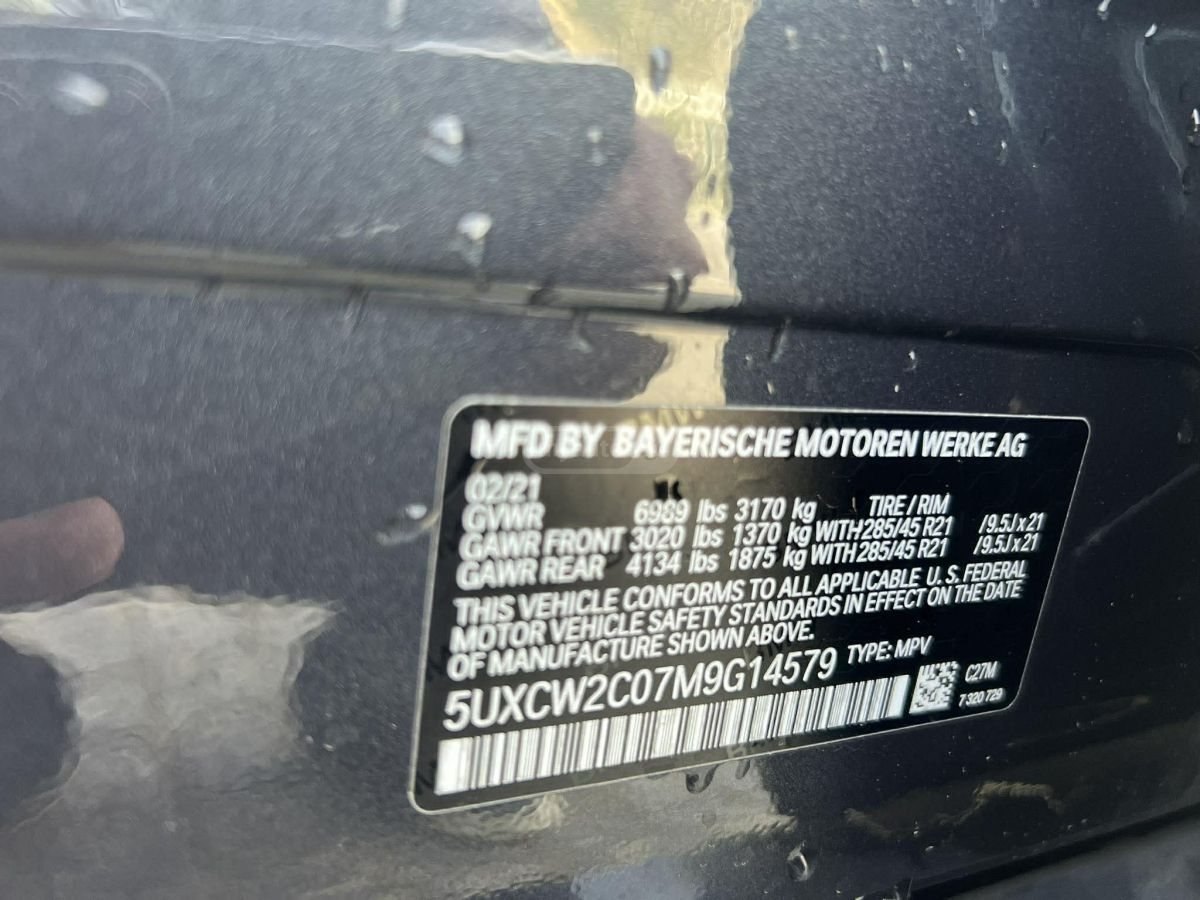 MFD BY BAYERISCHE MOTOREN WERKE AG
02/21
GVWR 6989 lbs 3170 kg TIRE / RIM
GAWR FRONT 3020 lbs 1370 kg WITH 285/45 R21 /9.5J x 21
GAWR REAR 4134 lbs 1875 kg WITH 285/45 R21 /9.5J x 21
THIS VEHICLE CONFORMS TO ALL APPLICABLE U. S. FEDERAL
MOTOR VEHICLE SAFETY STANDARDS IN EFFECT ON THE DATE
OF MANUFACTURE SHOWN ABOVE.
5UXCW2C07M9G14579 TYPE: MPV
C27M
7 320 729